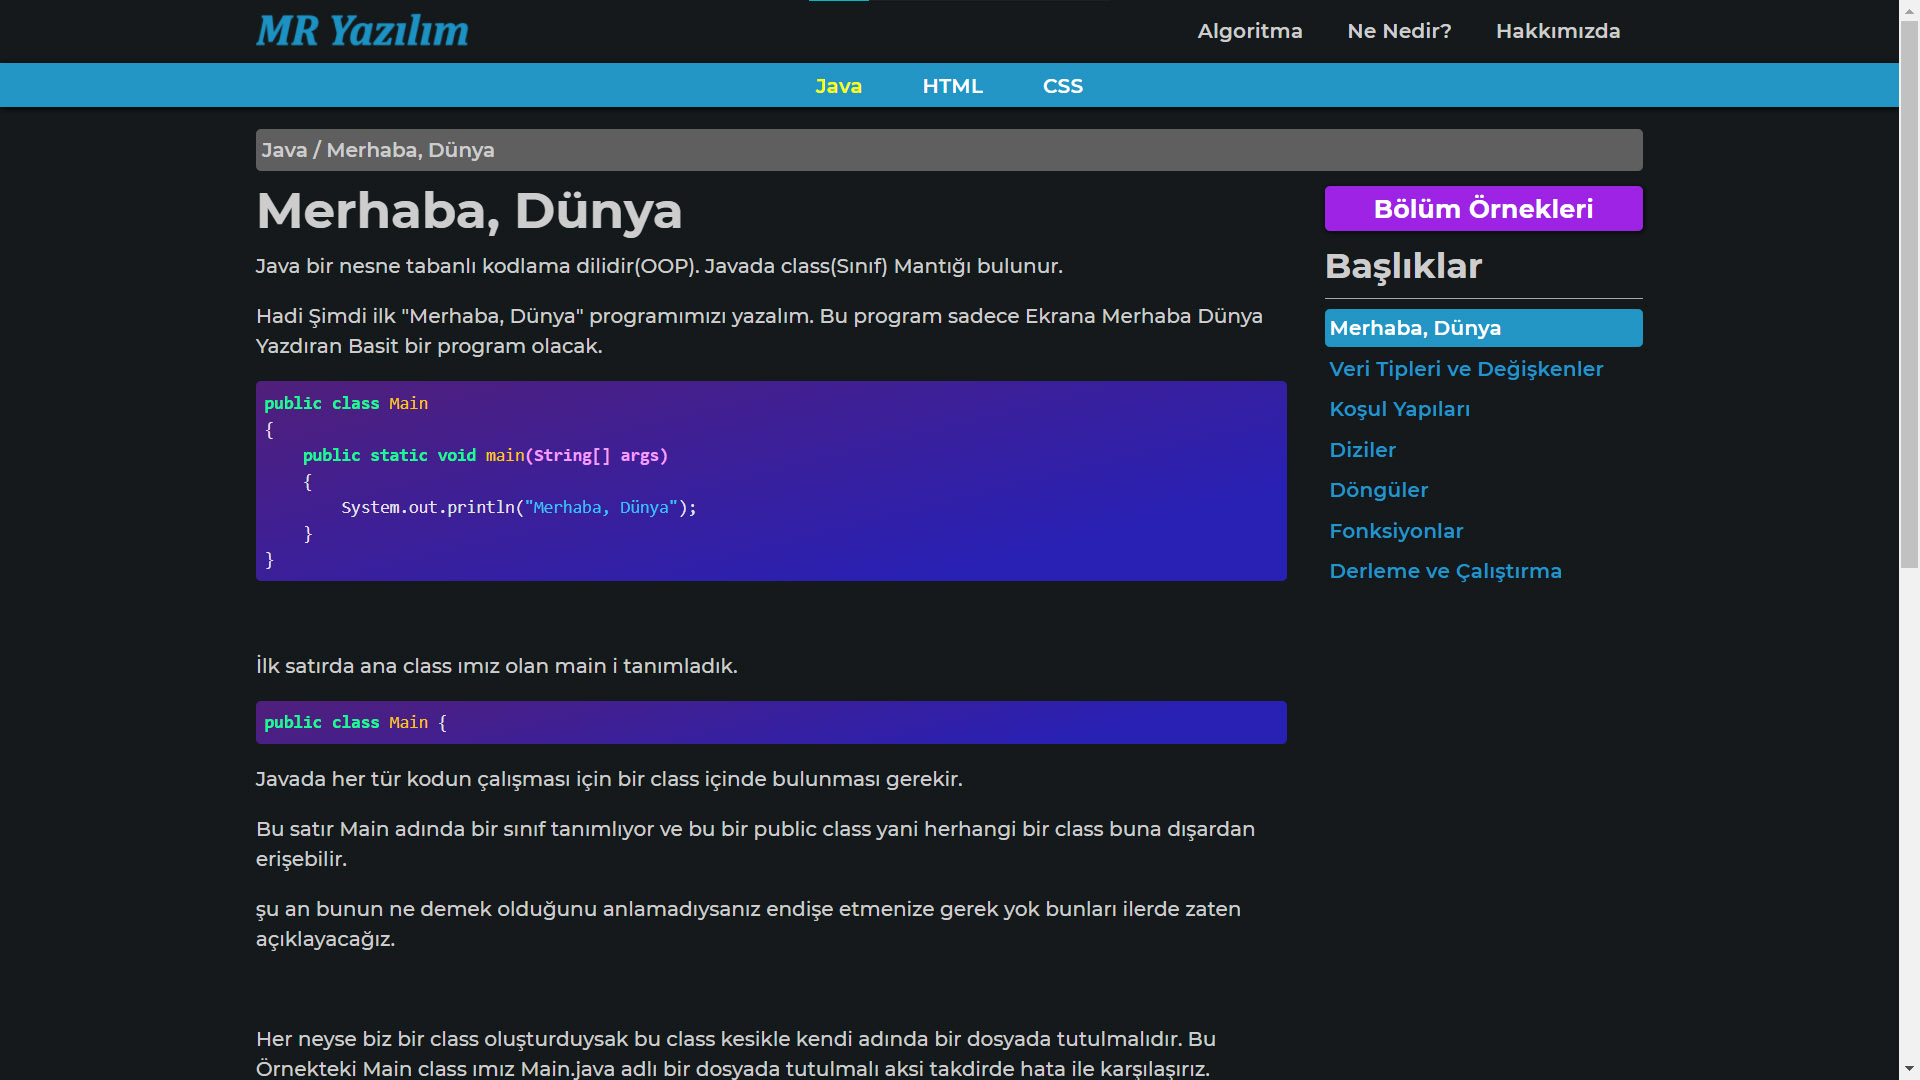 MR Yazılım
Algoritma
Ne Nedir?
Hakkımızda
Java
HTML
CSS
Java / Merhaba, Dünya
Merhaba, Dünya
Java bir nesne tabanlı kodlama dilidir(OOP). Javada class(Sınıf) Mantığı bulunur.
Hadi Şimdi ilk "Merhaba, Dünya" programımızı yazalım. Bu program sadece Ekrana Merhaba Dünya
Yazdıran Basit bir program olacak.
public class Main
{
    public static void main(String[] args)
    {
        System.out.println("Merhaba, Dünya");
    }
}
İlk satırda ana class ımız olan main i tanımladık.
public class Main {
Javada her tür kodun çalışması için bir class içinde bulunması gerekir.
Bu satır Main adında bir sınıf tanımlıyor ve bu bir public class yani herhangi bir class buna dışardan
erişebilir.
şu an bunun ne demek olduğunu anlamadıysanız endişe etmenize gerek yok bunları ilerde zaten
açıklayacağız.
Her neyse biz bir class oluşturduysak bu class kesikle kendi adında bir dosyada tutulmalıdır. Bu
Örnekteki Main class ımız Main.java adlı bir dosyada tutulmalı aksi takdirde hata ile karşılaşırız.
Bölüm Örnekleri
Başlıklar
Merhaba, Dünya
Veri Tipleri ve Değişkenler
Koşul Yapıları
Diziler
Döngüler
Fonksiyonlar
Derleme ve Çalıştırma